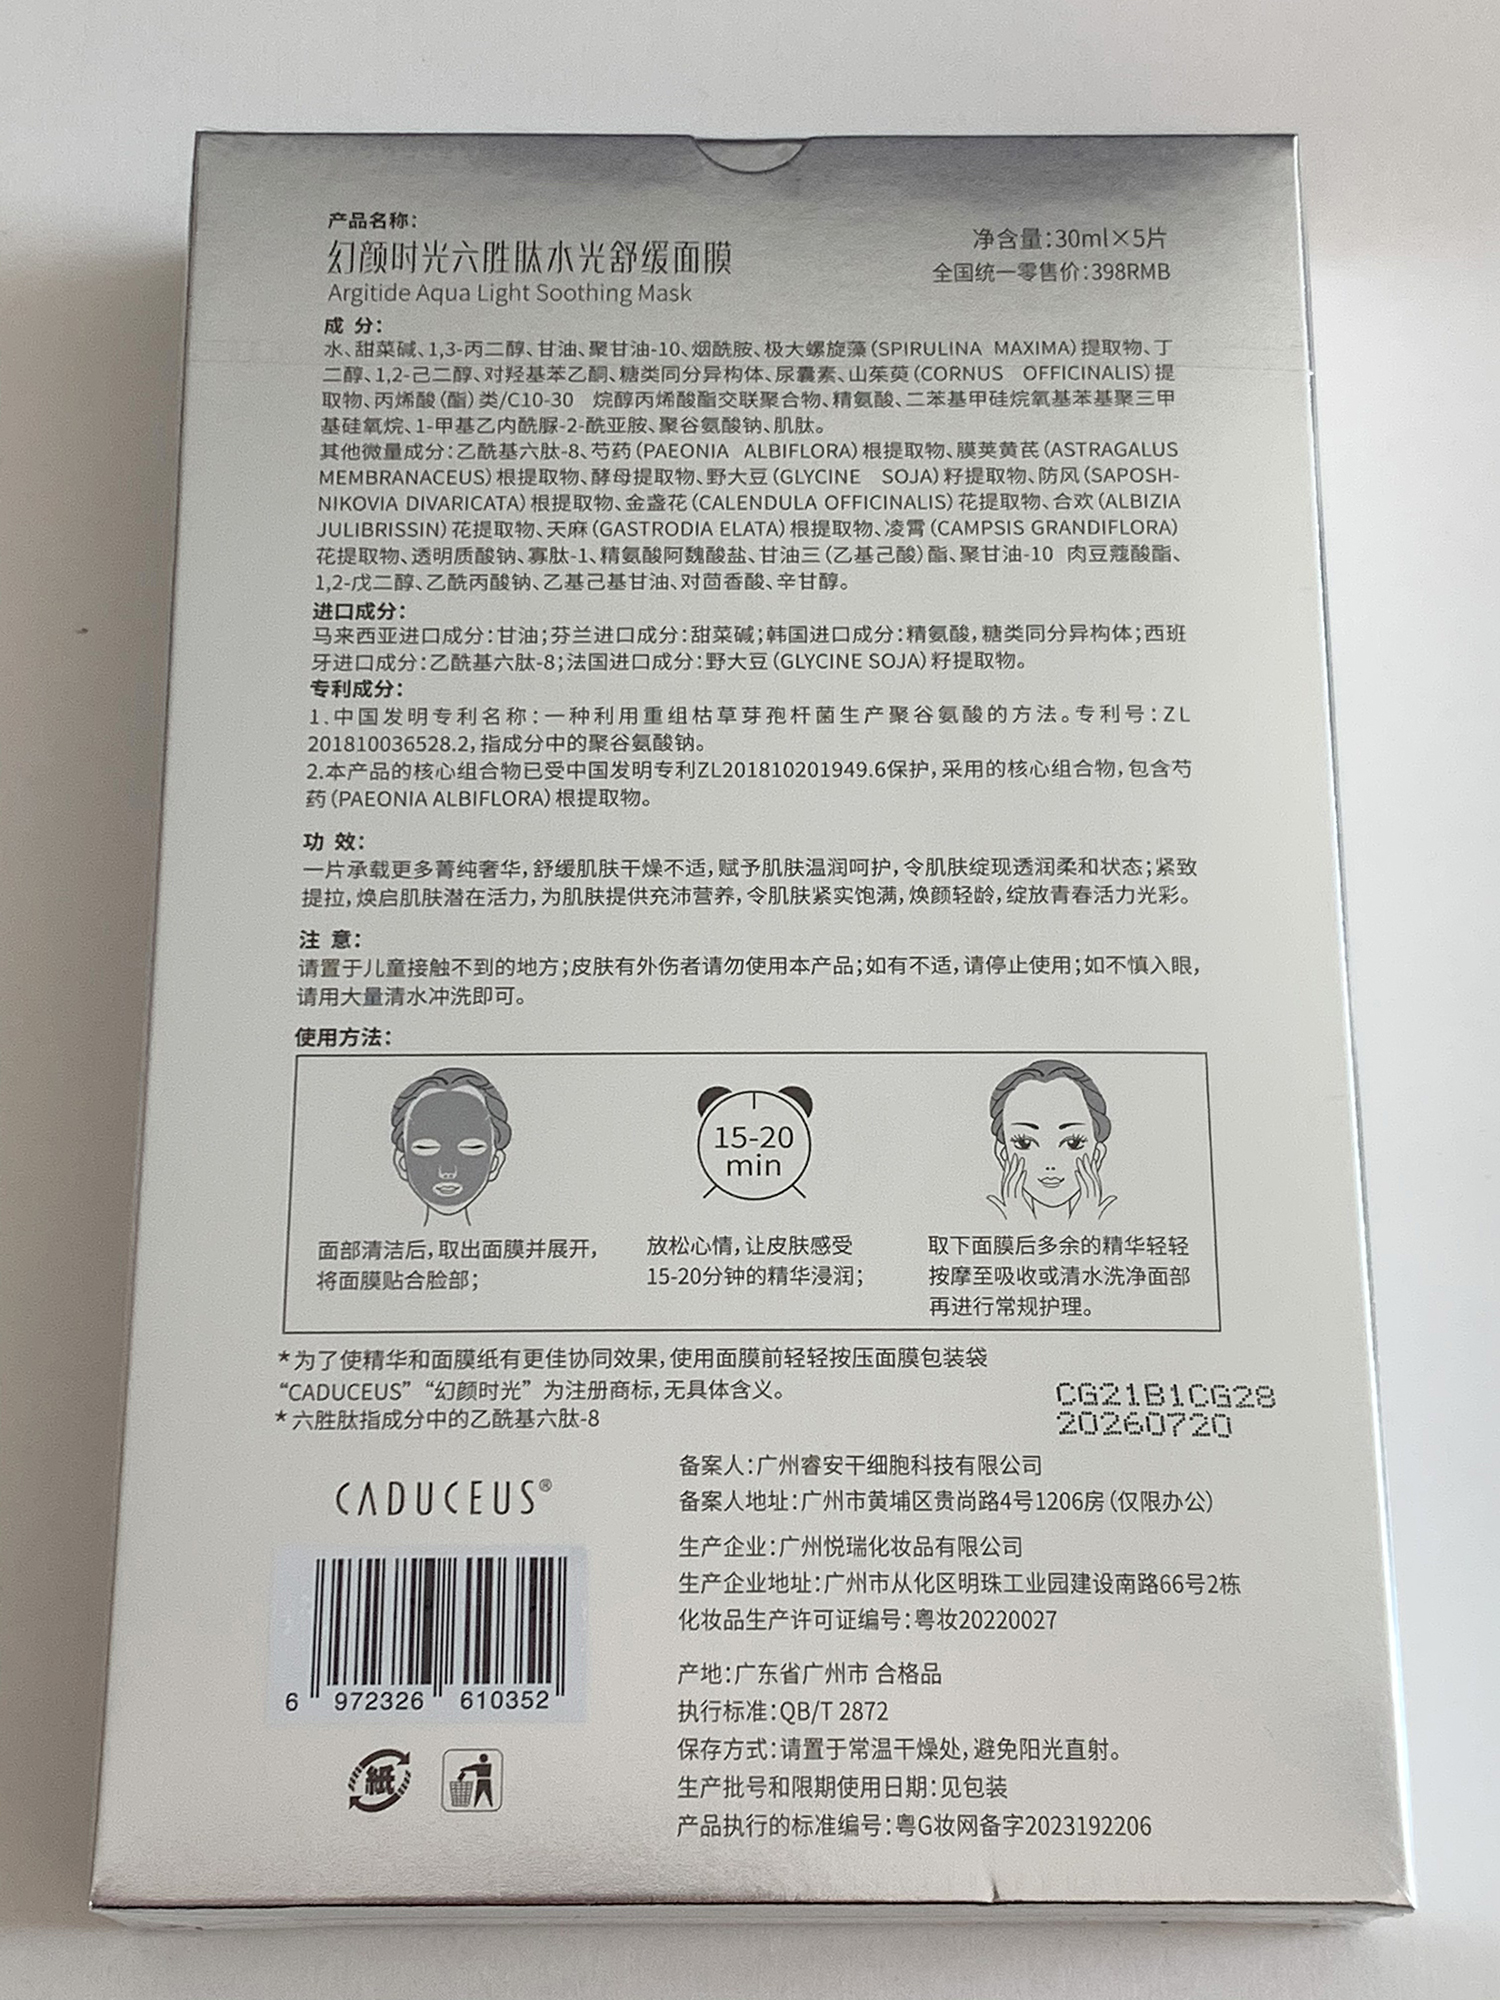 产品名称：
幻颜时光六胜肽水光舒缓面膜
Argitide Aqua Light Soothing Mask
净含量：30ml×5片
全国统一零售价：398RMB
成 分：
水、甜菜碱、1,3-丙二醇、甘油、聚甘油-10、烟酰胺、极大螺旋藻（SPIRULINA MAXIMA）提取物、丁
二醇、1,2-己二醇、对羟基苯乙酮、糖类同分异构体、尿囊素、山茱萸（CORNUS OFFICINALIS）提
取物、丙烯酸（酯）类/C10-30 烷醇丙烯酸酯交联聚合物、精氨酸、二苯基甲硅烷氧基苯基聚三甲
基硅氧烷、1-甲基乙内酰脲-2-酰亚胺、聚谷氨酸钠、肌肽。
其他微量成分：乙酰基六肽-8、芍药（PAEONIA ALBIFLORA）根提取物、膜荚黄芪（ASTRAGALUS
MEMBRANACEUS）根提取物、酵母提取物、野大豆（GLYCINE SOJA）籽提取物、防风（SAPOSH-
NIKOVIA DIVARICATA）根提取物、金盏花（CALENDULA OFFICINALIS）花提取物、合欢（ALBIZIA
JULIBRISSIN）花提取物、天麻（GASTRODIA ELATA）根提取物、凌霄（CAMPSIS GRANDIFLORA）
花提取物、透明质酸钠、寡肽-1、精氨酸阿魏酸盐、甘油三（乙基己酸）酯、聚甘油-10 肉豆蔻酸酯、
1,2-戊二醇、乙酰丙酸钠、乙基己基甘油、对茴香酸、辛甘醇。
进口成分：
马来西亚进口成分：甘油；芬兰进口成分：甜菜碱；韩国进口成分：精氨酸，糖类同分异构体；西班
牙进口成分：乙酰基六肽-8；法国进口成分：野大豆（GLYCINE SOJA）籽提取物。
专利成分：
1.中国发明专利名称：一种利用重组枯草芽孢杆菌生产聚谷氨酸的方法。专利号：ZL
201810036528.2，指成分中的聚谷氨酸钠。
2.本产品的核心组合物已受中国发明专利ZL201810201949.6保护，采用的核心组合物，包含芍
药（PAEONIA ALBIFLORA）根提取物。
功 效：
一片承载更多菁纯奢华，舒缓肌肤干燥不适，赋予肌肤温润呵护，令肌肤绽现透润柔和状态；紧致
提拉，焕启肌肤潜在活力，为肌肤提供充沛营养，令肌肤紧实饱满，焕颜轻龄，绽放青春活力光彩。
注 意：
请置于儿童接触不到的地方；皮肤有外伤者请勿使用本产品；如有不适，请停止使用；如不慎入眼，
请用大量清水冲洗即可。
使用方法：
15-20
min
面部清洁后，取出面膜并展开，
将面膜贴合脸部；
放松心情，让皮肤感受
15-20分钟的精华浸润；
取下面膜后多余的精华轻轻
按摩至吸收或清水洗净面部
再进行常规护理。
*为了使精华和面膜纸有更佳协同效果，使用面膜前轻轻按压面膜包装袋
“CADUCEUS”“幻颜时光”为注册商标，无具体含义。
*六胜肽指成分中的乙酰基六肽-8
CG21B1CG28
20260720
CADUCEUS®
6 972326 610352
紙
备案人：广州睿安干细胞科技有限公司
备案人地址：广州市黄埔区贵尚路4号1206房（仅限办公）
生产企业：广州悦瑞化妆品有限公司
生产企业地址：广州市从化区明珠工业园建设南路66号2栋
化妆品生产许可证编号：粤妆20220027
产地：广东省广州市 合格品
执行标准：QB/T 2872
保存方式：请置于常温干燥处，避免阳光直射。
生产批号和限期使用日期：见包装
产品执行的标准编号：粤G妆网备字2023192206